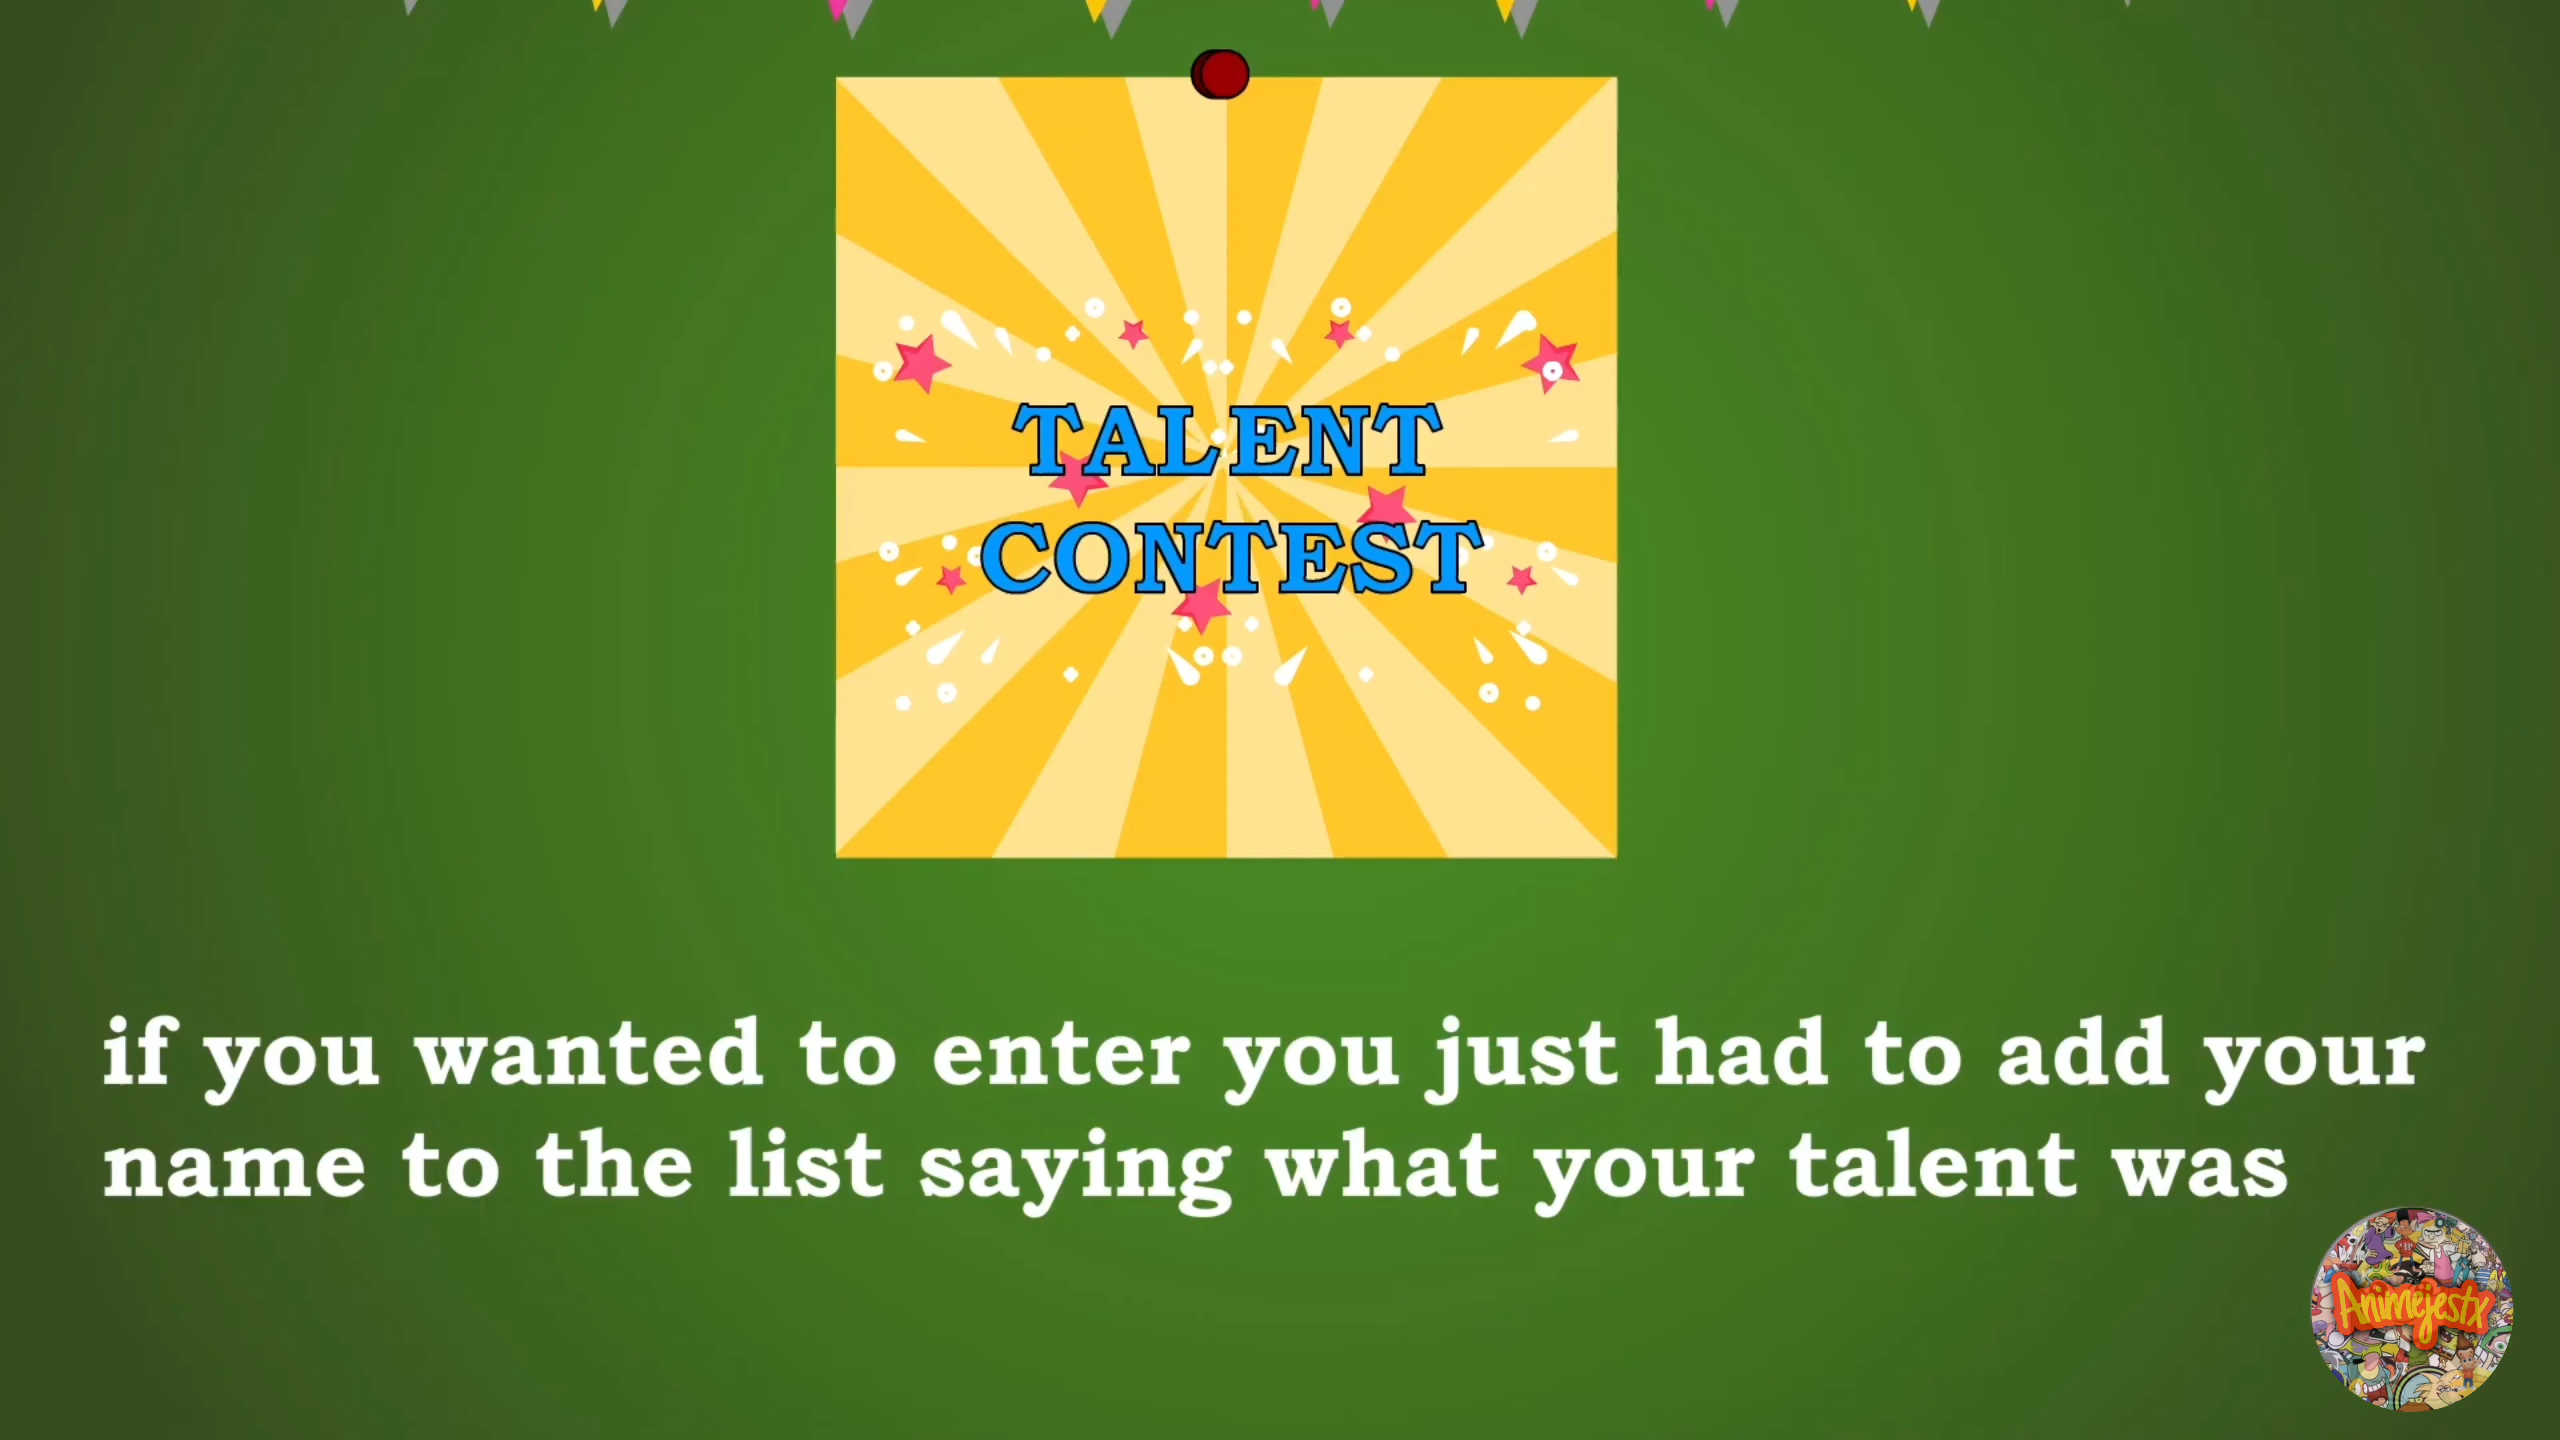 TALENT
CONTEST
if you wanted to enter you just had to add your
name to the list saying what your talent was
Animejestx